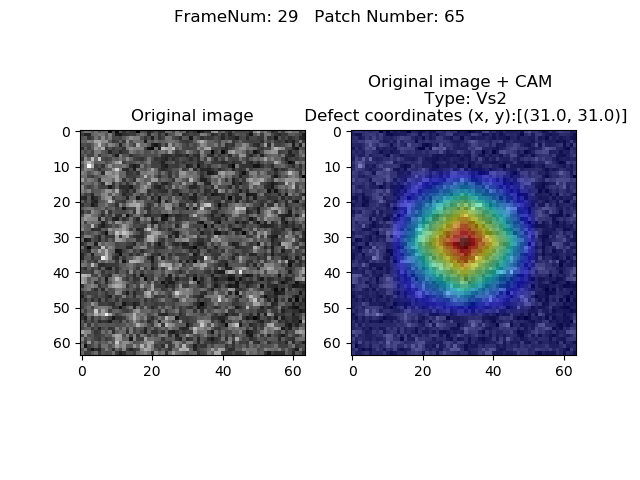 FrameNum: 29   Patch Number: 65
Original image
Original image + CAM
Type: Vs2
Defect coordinates (x, y):[(31.0, 31.0)]
0
10
20
30
40
50
60
0 20 40 60
0
10
20
30
40
50
60
0 20 40 60